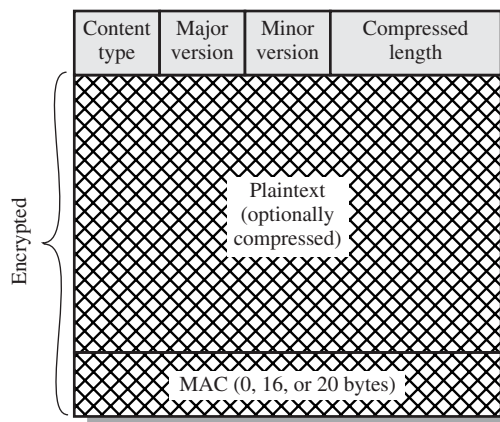 Content
type
Major
version
Minor
version
Compressed
length
Encrypted
Plaintext
(optionally
compressed)
MAC (0, 16, or 20 bytes)